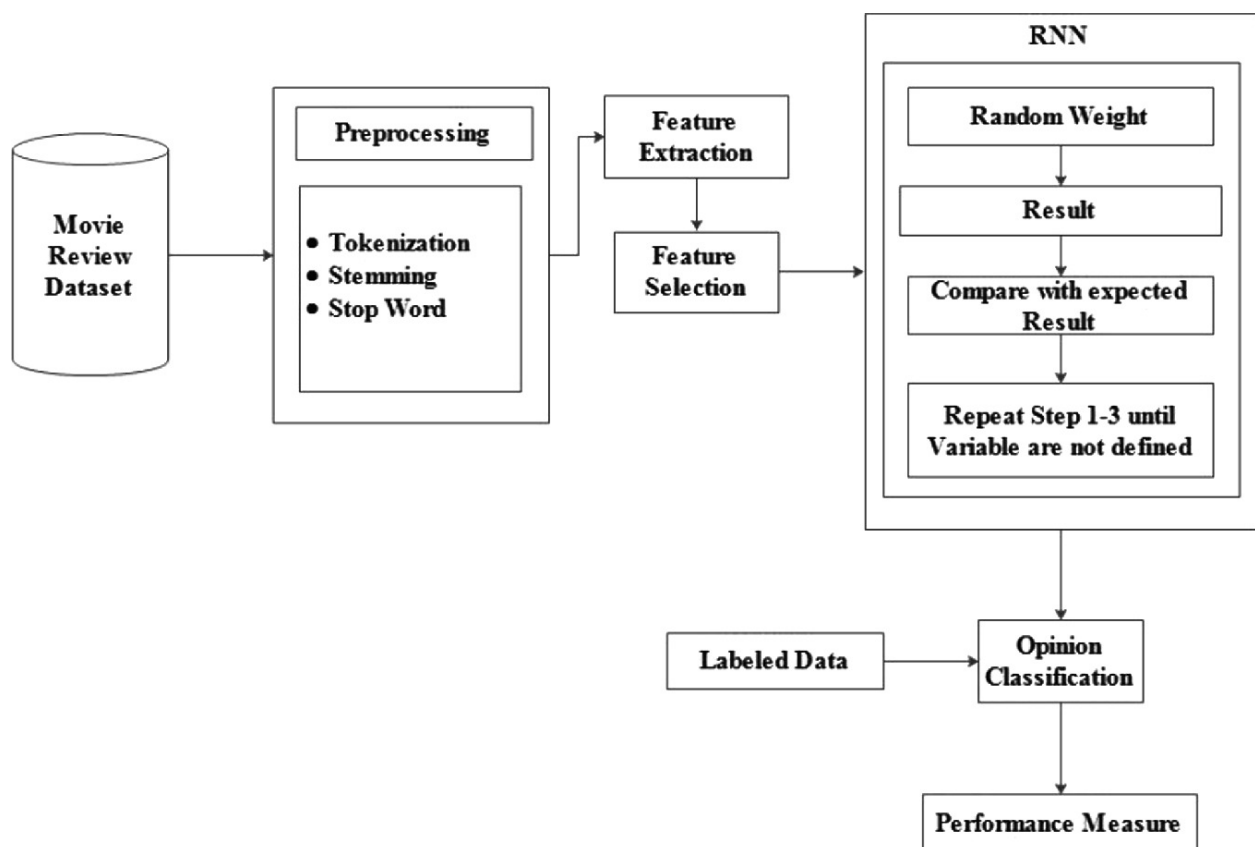 Movie
Review
Dataset
Preprocessing
● Tokenization
● Stemming
● Stop Word
Feature
Extraction
Feature
Selection
RNN
Random Weight
Result
Compare with expected
Result
Repeat Step 1-3 until
Variable are not defined
Labeled Data
Opinion
Classification
Performance Measure